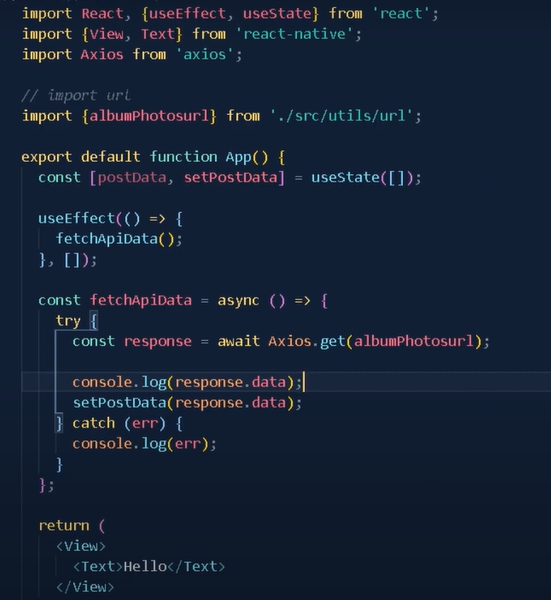 import React, {useEffect, useState} from 'react';
import {View, Text} from 'react-native';
import Axios from 'axios';
// import url
import {albumPhotosurl} from './src/utils/url';
export default function App() {
const [postData, setPostData] = useState([]);
useEffect(() => {
fetchApiData();
}, []);
const fetchApiData = async () => {
try {
const response = await Axios.get(albumPhotosurl);
console.log(response.data);
setPostData(response.data);
} catch (err) {
console.log(err);
}
};
return (
<View>
<Text>Hello</Text>
</View>